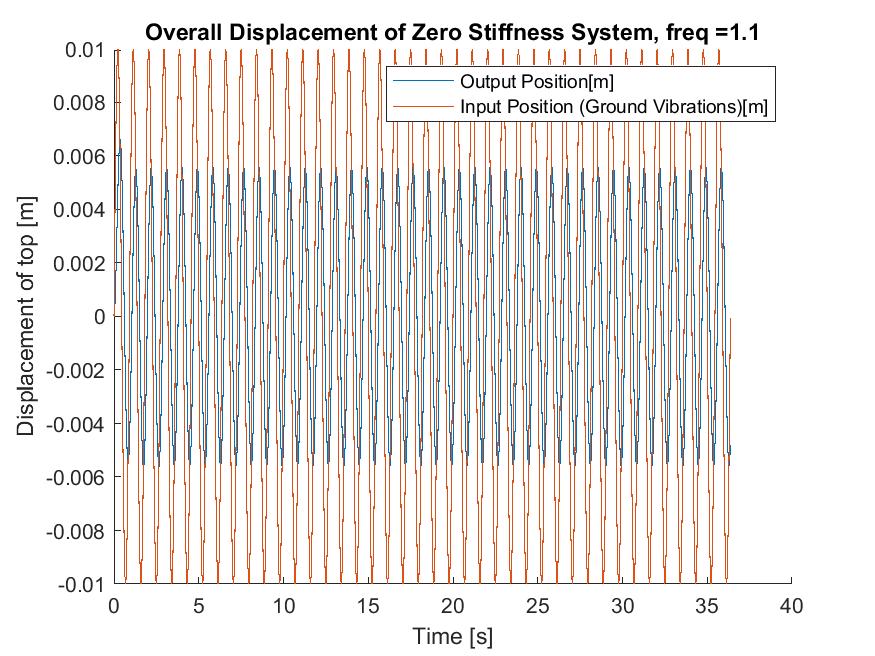 Overall Displacement of Zero Stiffness System, freq =1.1
0.01
0.008
0.006
0.004
0.002
0
-0.002
-0.004
-0.006
-0.008
-0.01
Displacement of top [m]
Output Position[m]
Input Position (Ground Vibrations)[m]
0 5 10 15 20 25 30 35 40
Time [s]